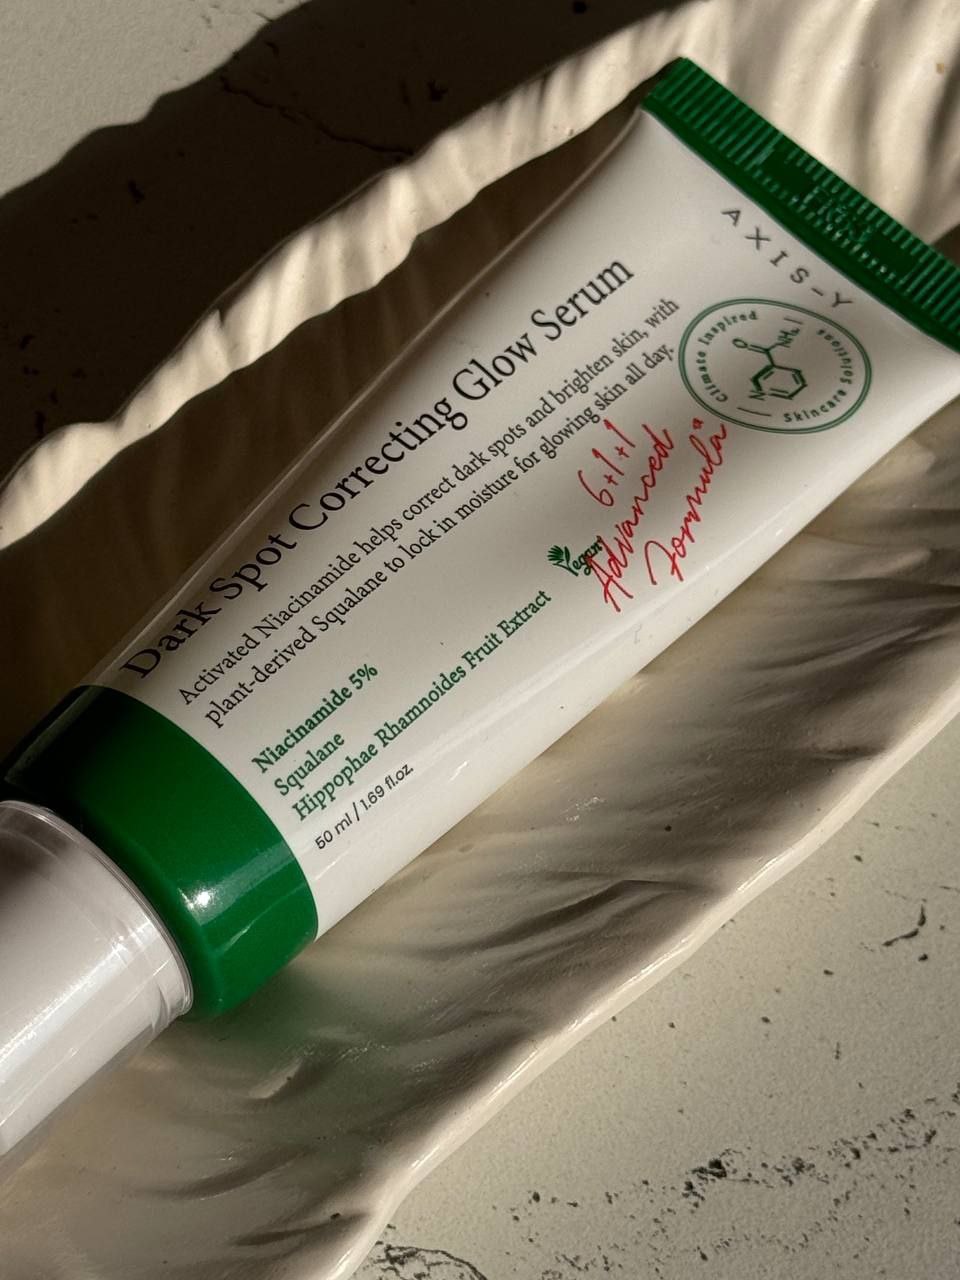 AXIS-Y
Climate Inspired
Skincare Solutions
O
NH₂
N
Dark Spot Correcting Glow Serum
Activated Niacinamide helps correct dark spots and brighten skin, with
plant-derived Squalane to lock in moisture for glowing skin all day.
6+1+1
Advanced
Formula"
Vegan
Niacinamide 5%
Squalane
Hippophae Rhamnoides Fruit Extract
50 ml / 1.69 fl.oz.